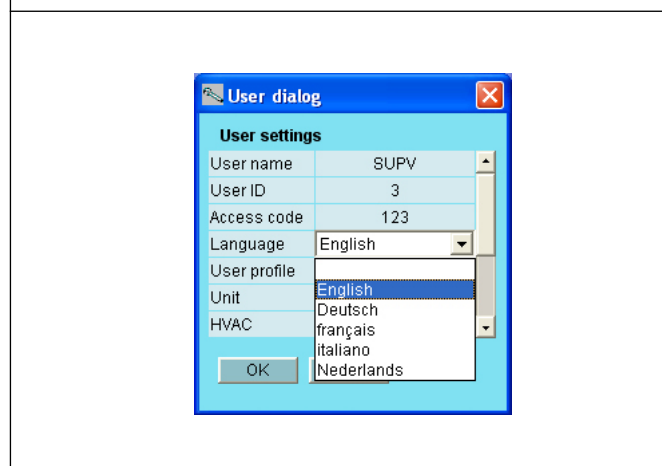 User dialog
User settings
User name SUPV
User ID 3
Access code 123
Language English
User profile
Unit
HVAC
English
Deutsch
français
italiano
Nederlands
OK